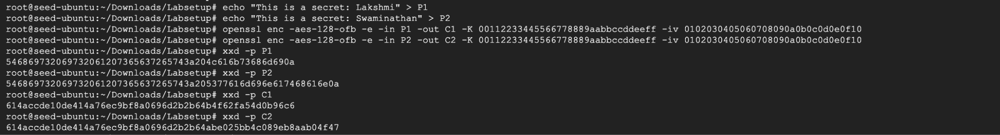 root@seed-ubuntu:~/Downloads/Labsetup# echo "This is a secret: Lakshmi" > P1
root@seed-ubuntu:~/Downloads/Labsetup# echo "This is a secret: Swaminathan" > P2
root@seed-ubuntu:~/Downloads/Labsetup# openssl enc -aes-128-ofb -e -in P1 -out C1 -K 00112233445566778889aabbccddeeff -iv 0102030405060708090a0b0c0d0e0f10
root@seed-ubuntu:~/Downloads/Labsetup# openssl enc -aes-128-ofb -e -in P2 -out C2 -K 00112233445566778889aabbccddeeff -iv 0102030405060708090a0b0c0d0e0f10
root@seed-ubuntu:~/Downloads/Labsetup# xxd -p P1
546869732069732061207365637265743a204c616b73686d690a
root@seed-ubuntu:~/Downloads/Labsetup# xxd -p P2
546869732069732061207365637265743a205377616d696e617468616e0a
root@seed-ubuntu:~/Downloads/Labsetup# xxd -p C1
614accde10de414a76ec9bf8a0696d2b2b64b4f62fa54d0b96c6
root@seed-ubuntu:~/Downloads/Labsetup# xxd -p C2
614accde10de414a76ec9bf8a0696d2b2b64abe025bb4c089eb8aab04f47